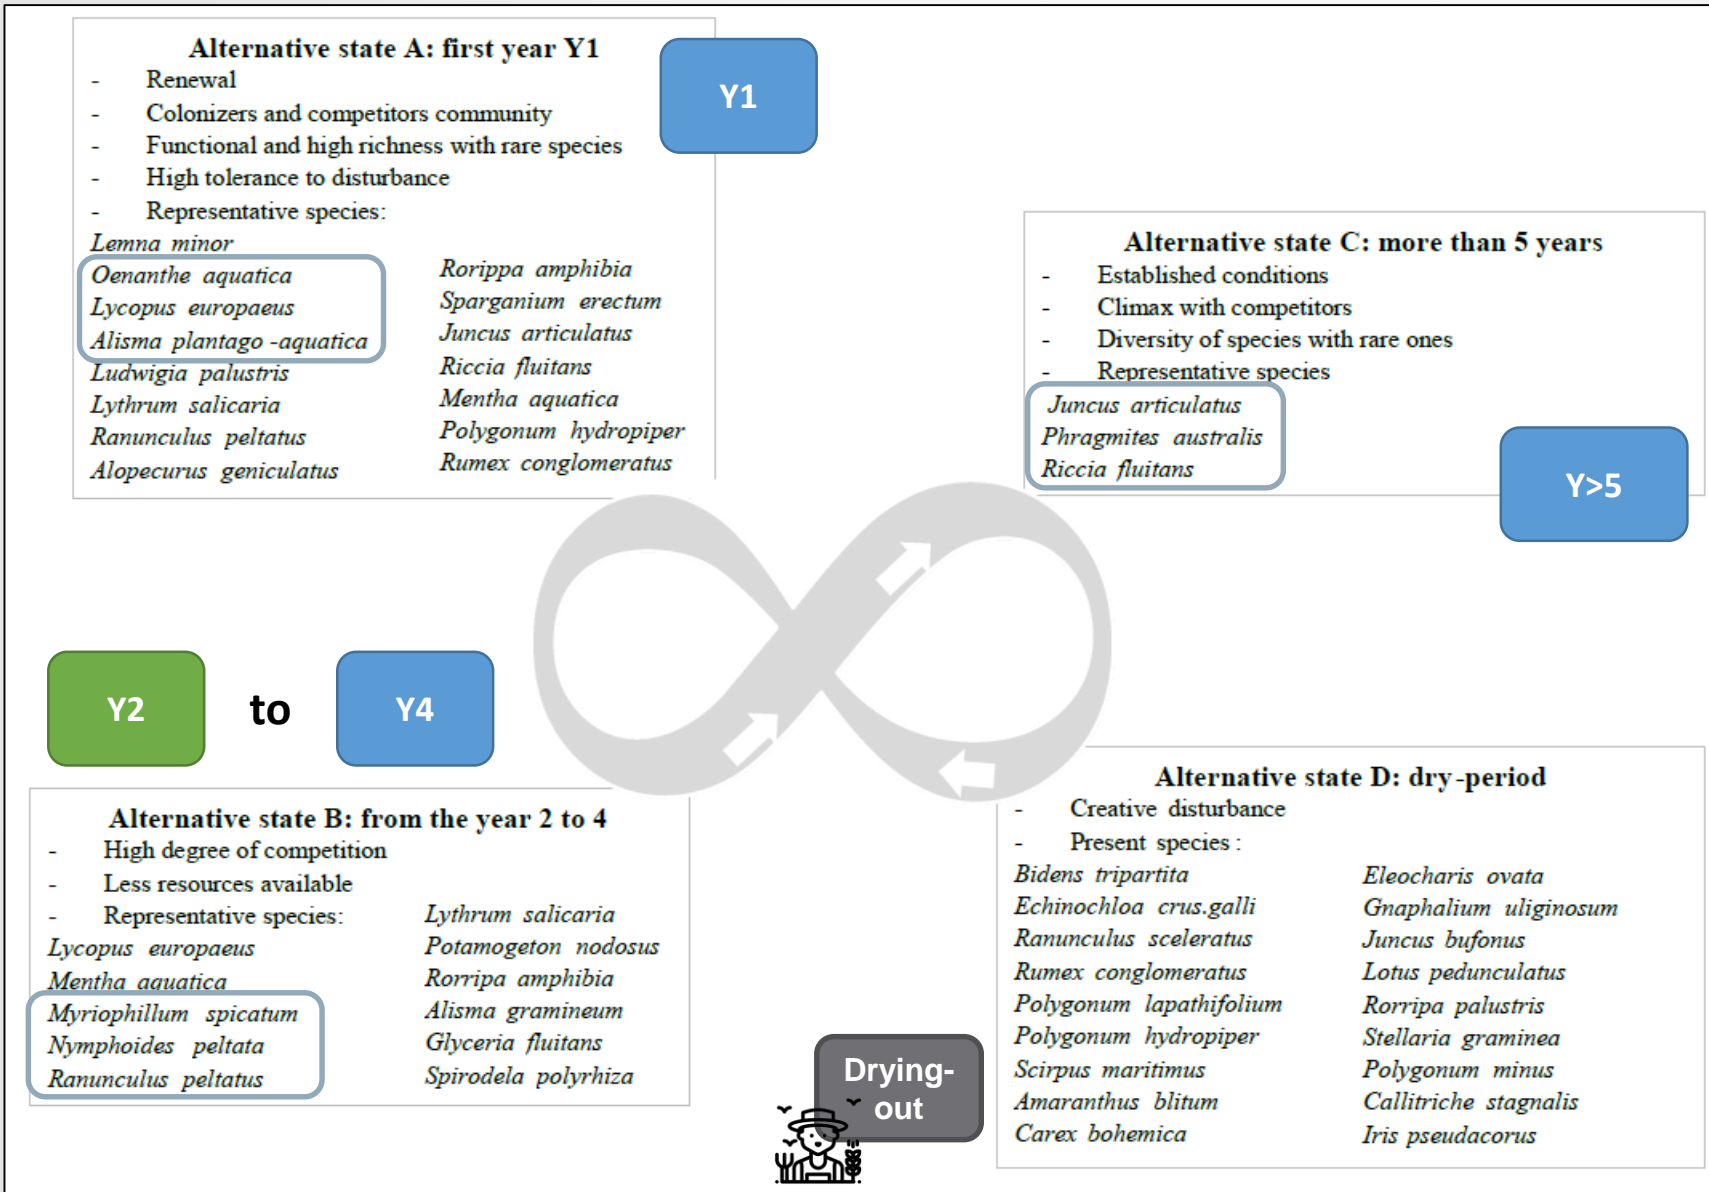 Alternative state A: first year Y1
- Renewal
- Colonizers and competitors community
- Functional and high richness with rare species
- High tolerance to disturbance
- Representative species:
Lemna minor
Oenanthe aquatica
Lycopus europaeus
Alisma plantago -aquatica
Ludwigia palustris
Lythrum salicaria
Ranunculus peltatus
Alopecurus geniculatus
Rorippa amphibia
Sparganium erectum
Juncus articulatus
Riccia fluitans
Mentha aquatica
Polygonum hydropiper
Rumex conglomeratus
Y1
Alternative state C: more than 5 years
- Established conditions
- Climax with competitors
- Diversity of species with rare ones
- Representative species
Juncus articulatus
Phragmites australis
Riccia fluitans
Y>5
Y2 to Y4
Alternative state B: from the year 2 to 4
- High degree of competition
- Less resources available
- Representative species:
Lycopus europaeus
Mentha aquatica
Myriophillum spicatum
Nymphoides peltata
Ranunculus peltatus
Lythrum salicaria
Potamogeton nodosus
Rorripa amphibia
Alisma gramineum
Glyceria fluitans
Spirodela polyrhiza
Alternative state D: dry-period
- Creative disturbance
- Present species :
Bidens tripartita
Echinochloa crus.galli
Ranunculus sceleratus
Rumex conglomeratus
Polygonum lapathifolium
Polygonum hydropiper
Scirpus maritimus
Amaranthus blitum
Carex bohemica
Eleocharis ovata
Gnaphalium uliginosum
Juncus bufonus
Lotus pedunculatus
Rorripa palustris
Stellaria graminea
Polygonum minus
Callitriche stagnalis
Iris pseudacorus
Drying-
out